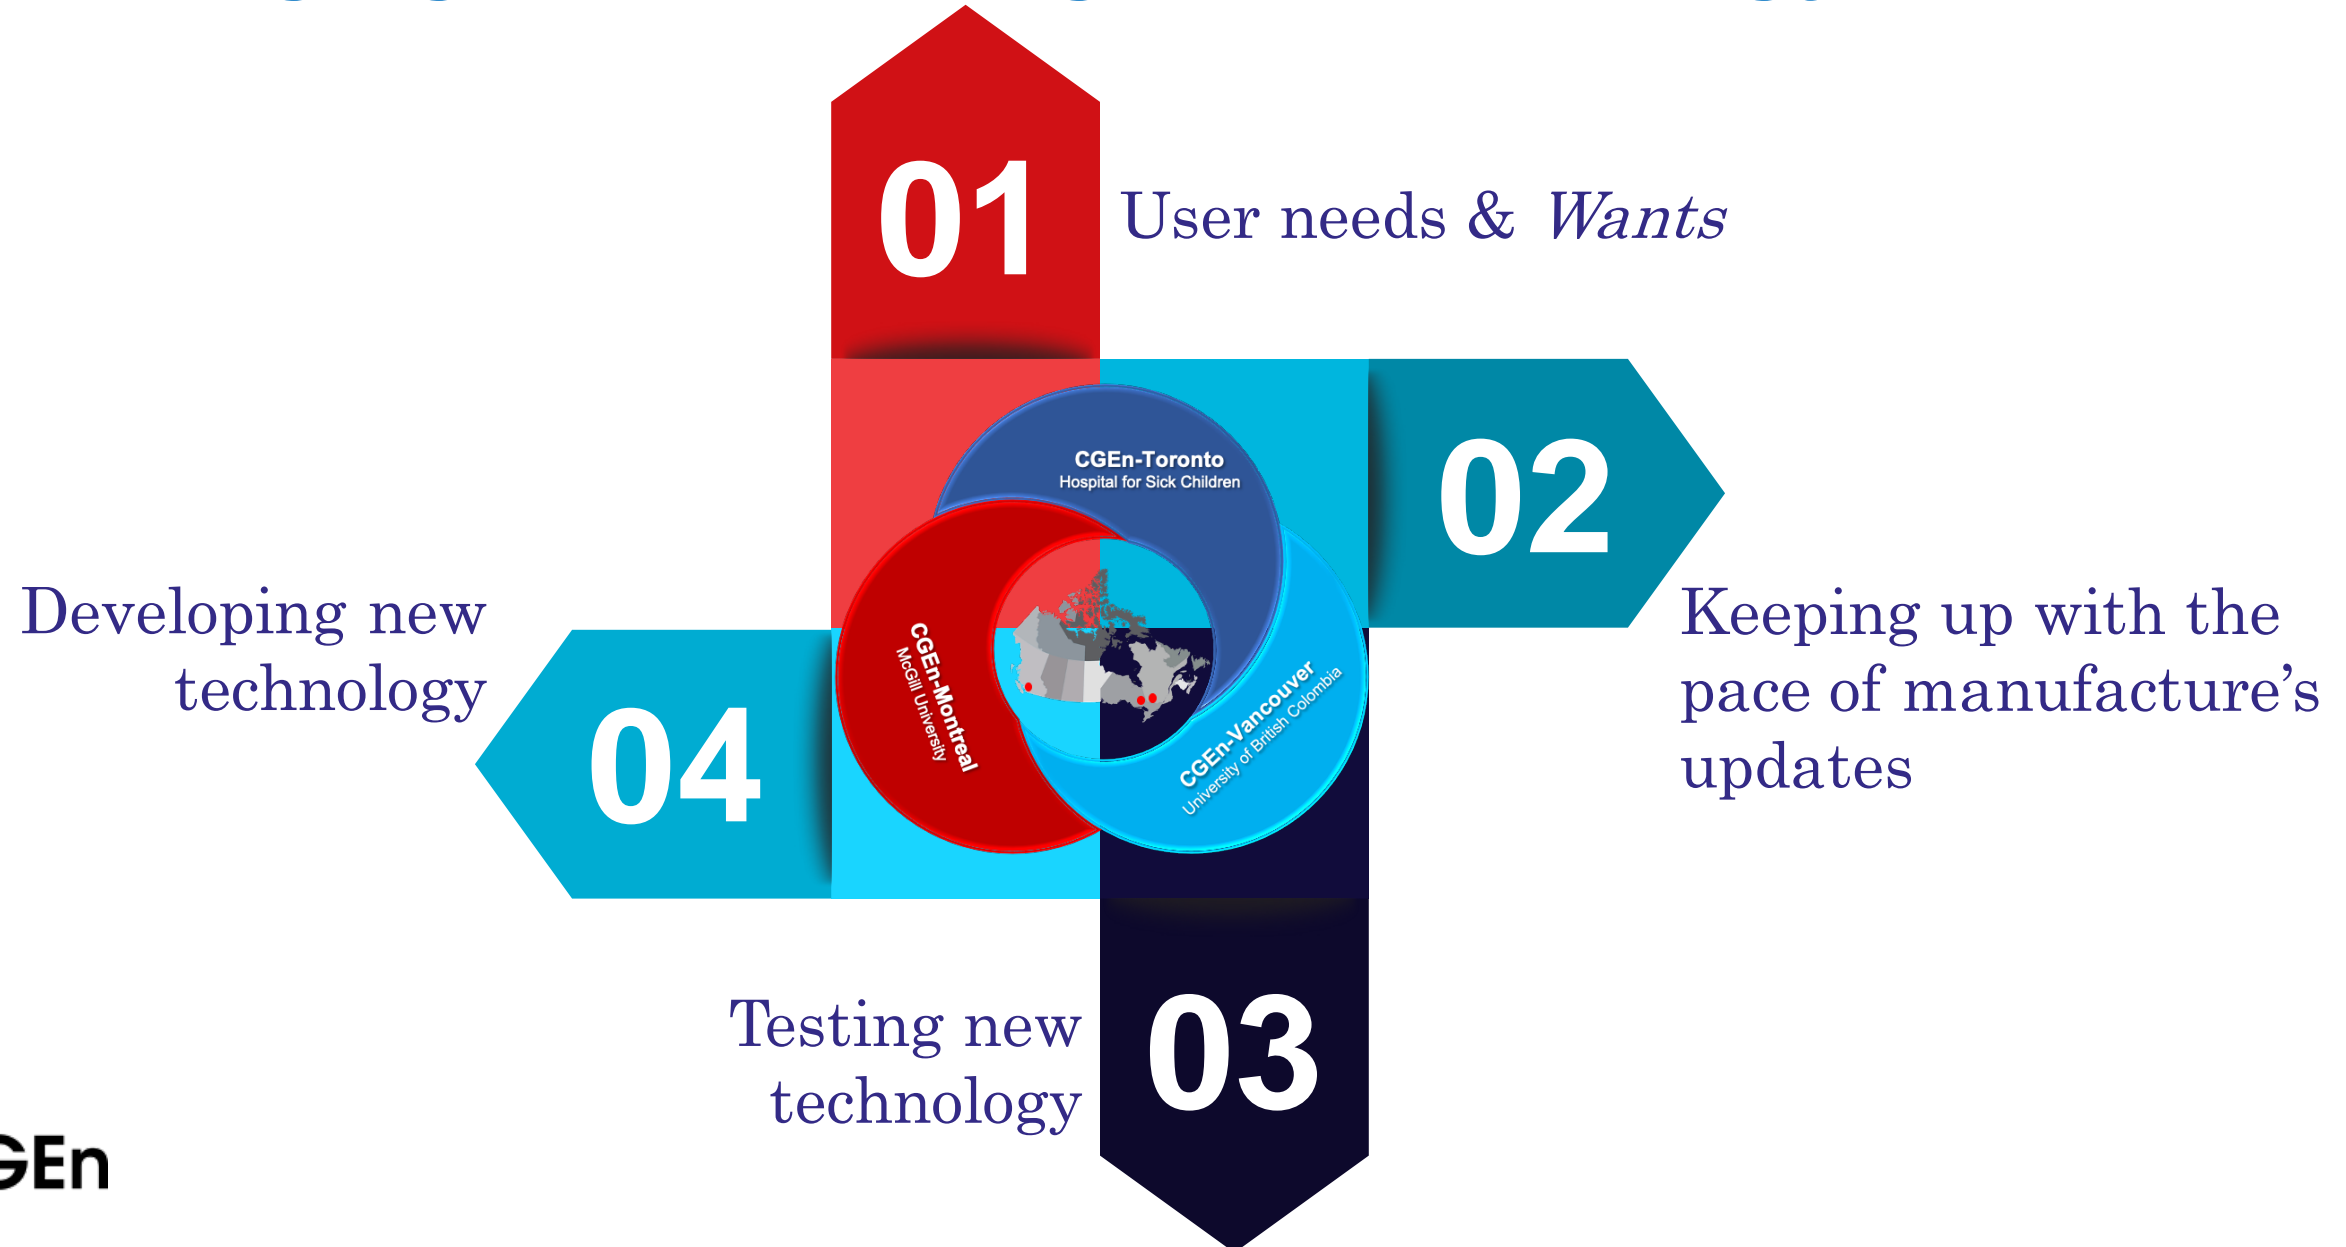 01
User needs & Wants
CGEn-Toronto
Hospital for Sick Children
02
Keeping up with the
pace of manufacture’s
updates
Developing new
technology
04
CGEn-Montreal
McGill University
CGEn-Vancouver
University of British Colombia
Testing new
technology
03
GEn